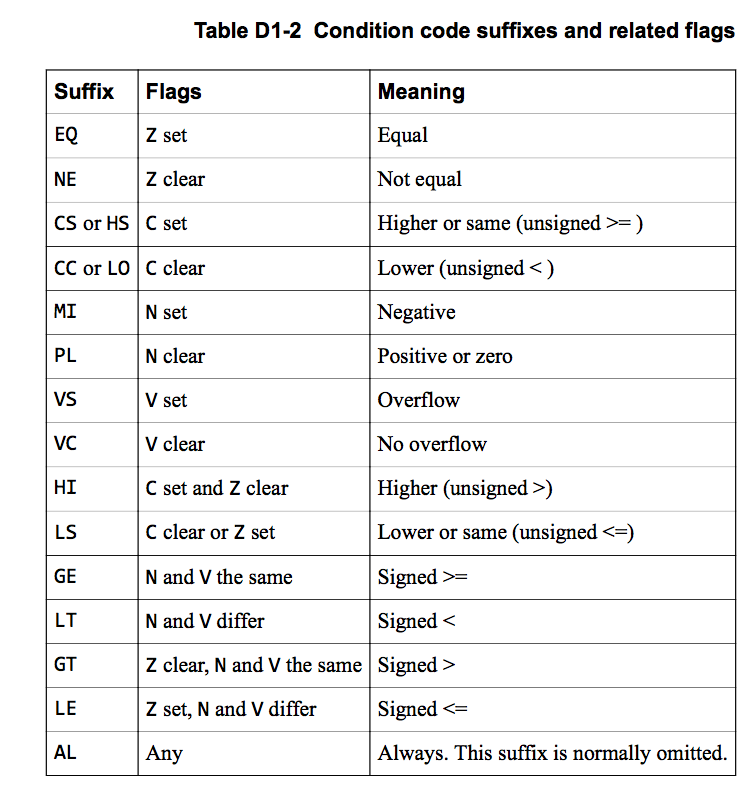 Table D1-2 Condition code suffixes and related flags
Suffix Flags Meaning
EQ Z set Equal
NE Z clear Not equal
CS or HS C set Higher or same (unsigned >= )
CC or LO C clear Lower (unsigned < )
MI N set Negative
PL N clear Positive or zero
VS V set Overflow
VC V clear No overflow
HI C set and Z clear Higher (unsigned >)
LS C clear or Z set Lower or same (unsigned <=)
GE N and V the same Signed >=
LT N and V differ Signed <
GT Z clear, N and V the same Signed >
LE Z set, N and V differ Signed <=
AL Any Always. This suffix is normally omitted.